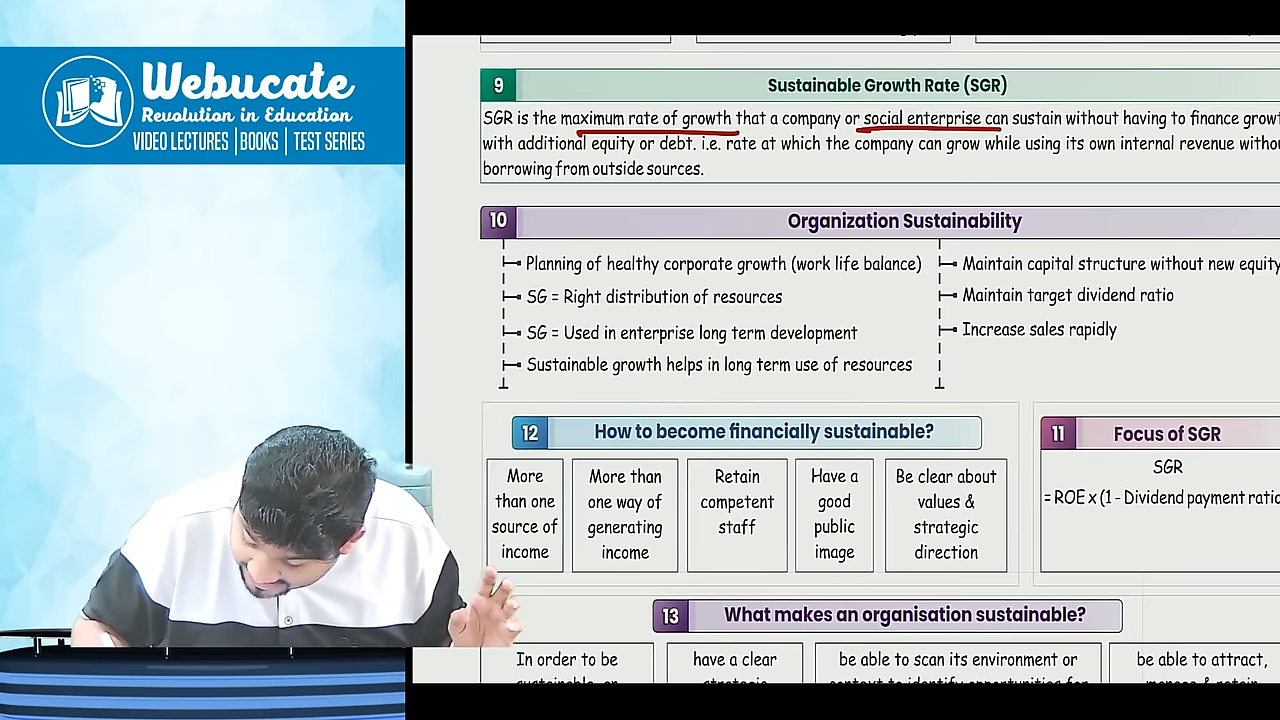 Webucate
Revolution in Education
VIDEO LECTURES | BOOKS | TEST SERIES
9 Sustainable Growth Rate (SGR)
SGR is the maximum rate of growth that a company or social enterprise can sustain without having to finance
with additional equity or debt. i.e. rate at which the company can grow while using its own internal revenue
borrowing from outside sources.
10 Organization Sustainability
Planning of healthy corporate growth (work life balance)
SG = Right distribution of resources
SG = Used in enterprise long term development
Sustainable growth helps in long term use of resources
Maintain capital structure without new equity
Maintain target dividend ratio
Increase sales rapidly
12 How to become financially sustainable?
More
than one
source of
income
More than
one way of
generating
income
Retain
competent
staff
Have a
good
public
image
Be clear about
values &
strategic
direction
11 Focus of SGR
SGR
= ROE x (1 - Dividend payment ratio
13 What makes an organisation sustainable?
In order to be
have a clear
be able to scan its environment or
be able to attract,